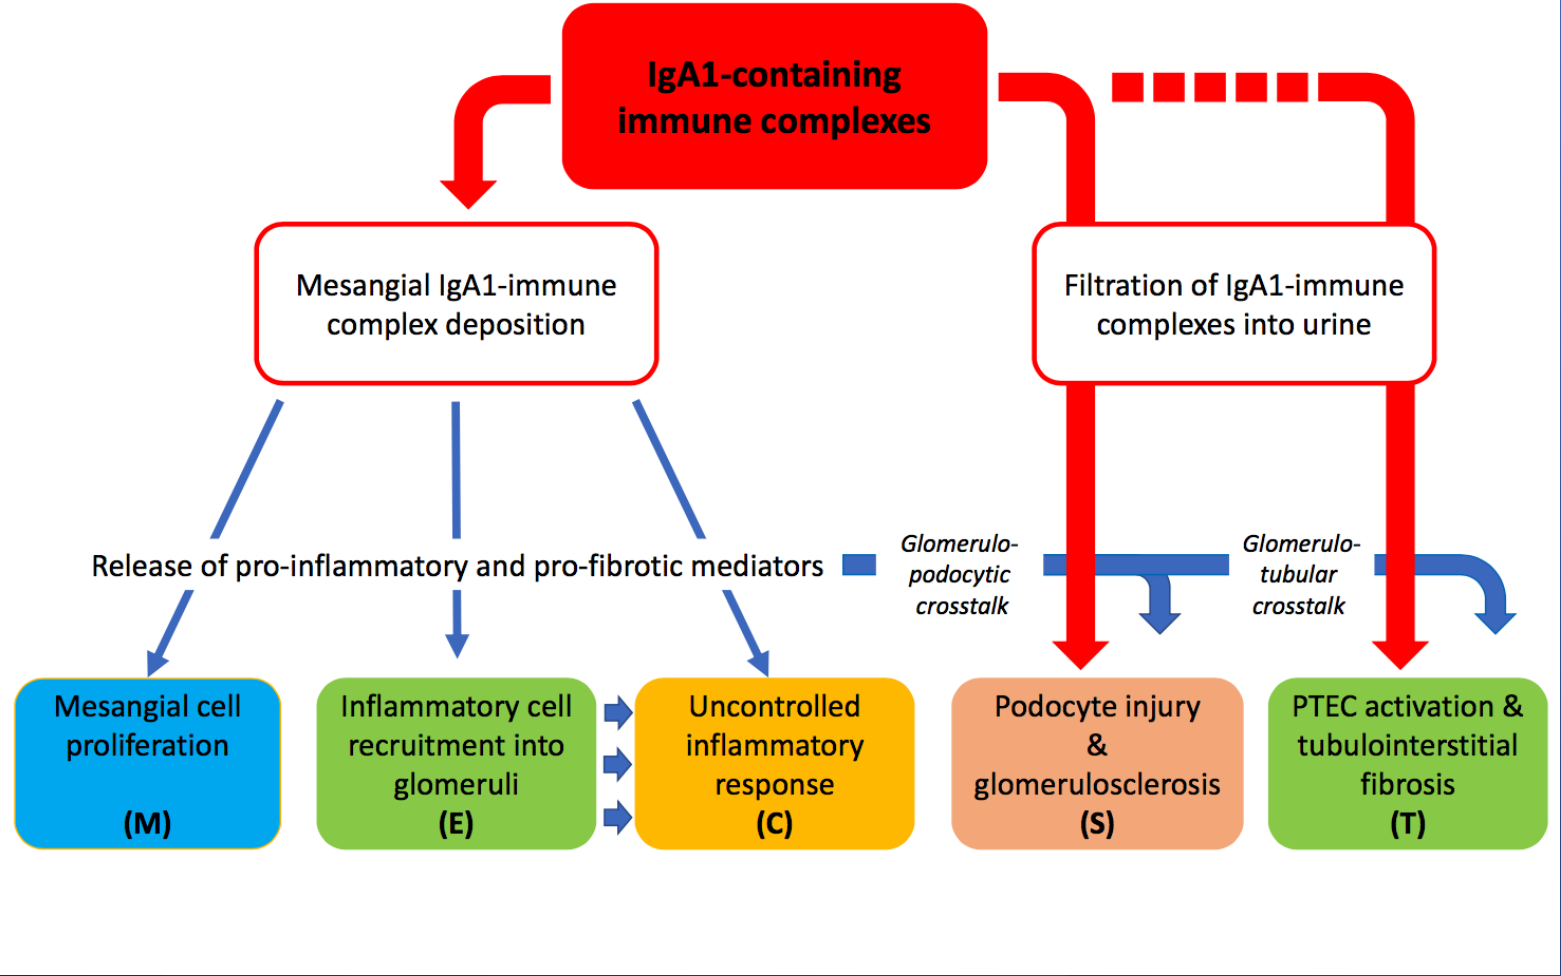 IgA1-containing
immune complexes
Mesangial IgA1-immune
complex deposition
Filtration of IgA1-immune
complexes into urine
Release of pro-inflammatory and pro-fibrotic mediators
Glomerulo-
podocytic
crosstalk
Glomerulo-
tubular
crosstalk
Mesangial cell
proliferation
(M)
Inflammatory cell
recruitment into
glomeruli
(E)
Uncontrolled
inflammatory
response
(C)
Podocyte injury
&
glomerulosclerosis
(S)
PTEC activation &
tubulointerstitial
fibrosis
(T)